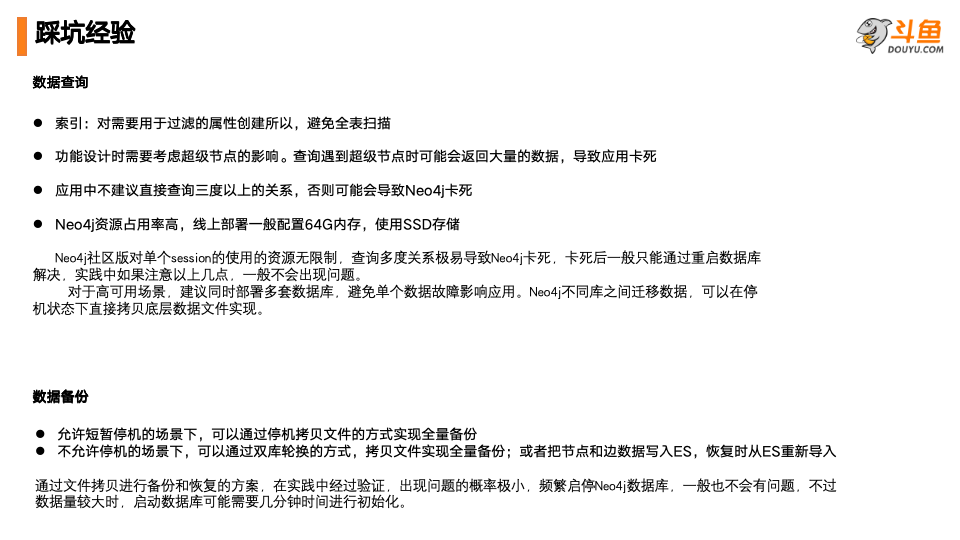 踩坑经验
斗鱼
DOUYU.COM
数据查询
● 索引：对需要用于过滤的属性创建所以，避免全表扫描
● 功能设计时需要考虑超级节点的影响。查询遇到超级节点时可能会返回大量的数据，导致应用卡死
● 应用中不建议直接查询三度以上的关系，否则可能会导致Neo4j卡死
● Neo4j资源占用率高，线上部署一般配置64G内存，使用SSD存储
Neo4j社区版对单个session的使用的资源无限制，查询多度关系极易导致Neo4j卡死，卡死后一般只能通过重启数据库
解决，实践中如果注意以上几点，一般不会出现问题。
对于高可用场景，建议同时部署多套数据库，避免单个数据故障影响应用。Neo4j不同库之间迁移数据，可以在停
机状态下直接拷贝底层数据文件实现。
数据备份
● 允许短暂停机的场景下，可以通过停机拷贝文件的方式实现全量备份
● 不允许停机的场景下，可以通过双库轮换的方式，拷贝文件实现全量备份；或者把节点和边数据写入ES，恢复时从ES重新导入
通过文件拷贝进行备份和恢复的方案，在实践中经过验证，出现问题的概率极小，频繁启停Neo4j数据库，一般也不会有问题，不过
数据量较大时，启动数据库可能需要几分钟时间进行初始化。